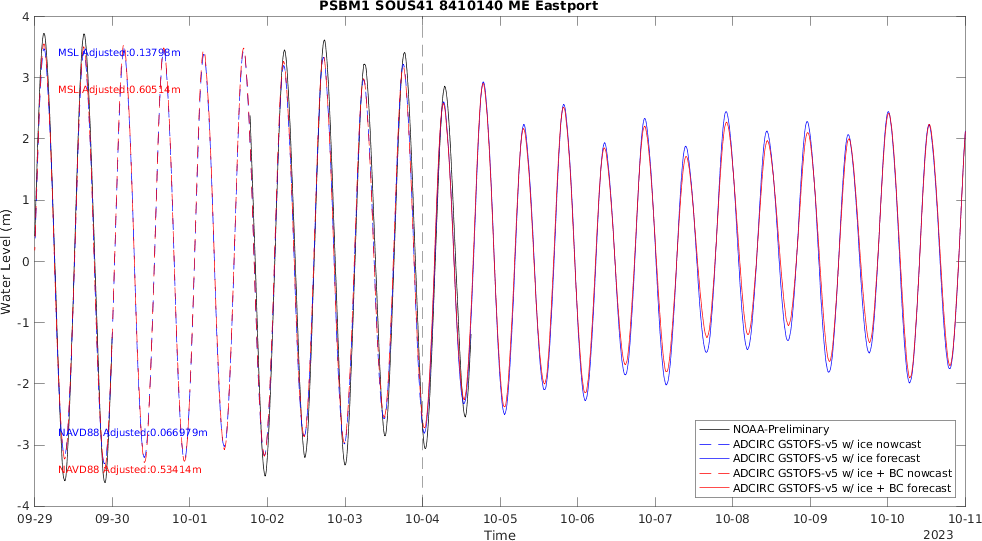 PSBM1 SOUS41 8410140 ME Eastport
4
3
2
1
0
-1
-2
-3
-4
Water Level (m)
MSL Adjusted:0.13798m
MSL Adjusted:0.60514m
NAVD88 Adjusted:0.066979m
NAVD88 Adjusted:0.53414m
NOAA-Preliminary
ADCIRC GSTOFS-v5 w/ ice nowcast
ADCIRC GSTOFS-v5 w/ ice forecast
ADCIRC GSTOFS-v5 w/ ice + BC nowcast
ADCIRC GSTOFS-v5 w/ ice + BC forecast
09-29 09-30 10-01 10-02 10-03 10-04 10-05 10-06 10-07 10-08 10-09 10-10 10-11
Time
2023